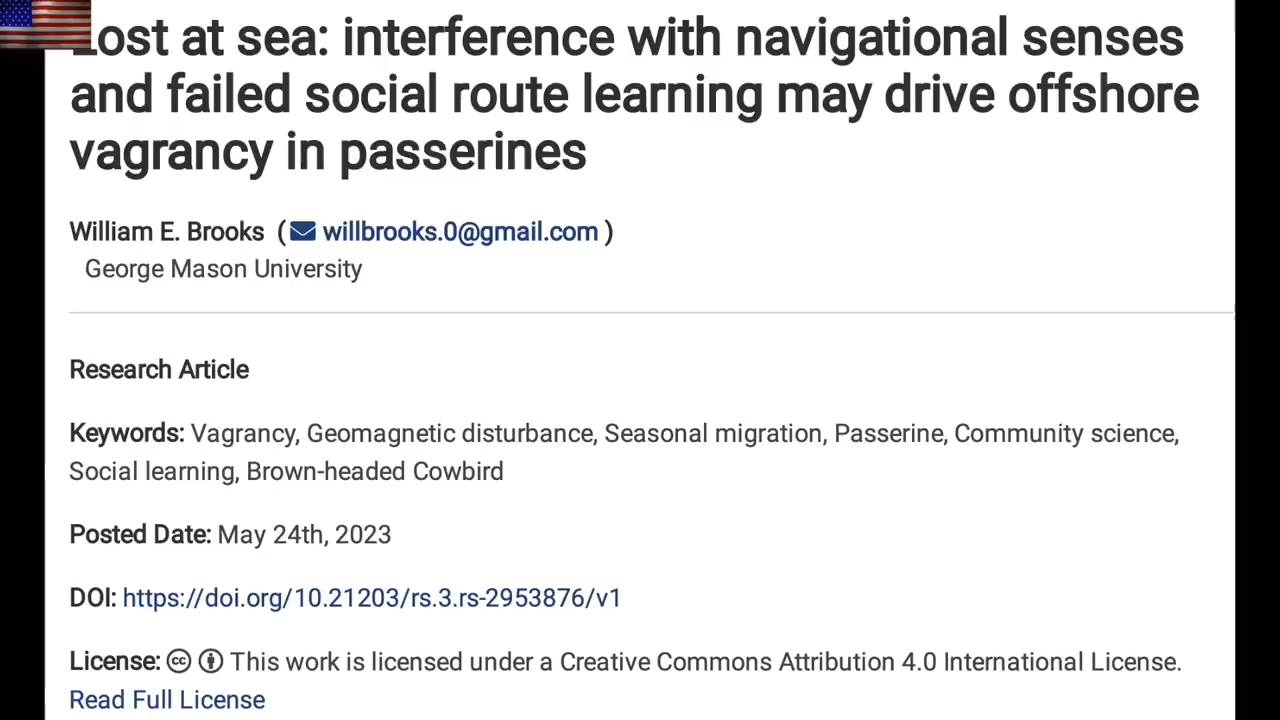 Lost at sea: interference with navigational senses
and failed social route learning may drive offshore
vagrancy in passerines
William E. Brooks ( willbrooks.0@gmail.com )
George Mason University
Research Article
Keywords: Vagrancy, Geomagnetic disturbance, Seasonal migration, Passerine, Community science,
Social learning, Brown-headed Cowbird
Posted Date: May 24th, 2023
DOI: https://doi.org/10.21203/rs.3.rs-2953876/v1
License: This work is licensed under a Creative Commons Attribution 4.0 International License.
Read Full License